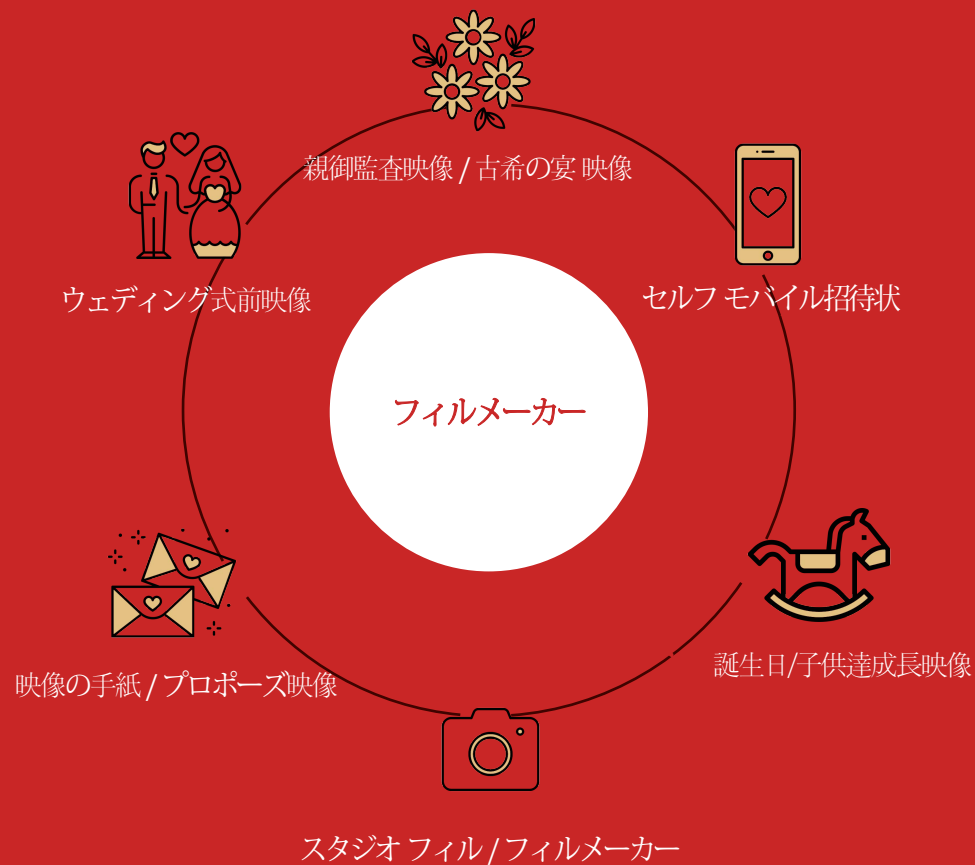 親御監査映像 / 古希の宴 映像
ウェディング式前映像
セルフ モバイル招待状
フィルメーカー
誕生日/子供達成長映像
映像の手紙 / プロポーズ映像
スタジオ フィル / フィルメーカー